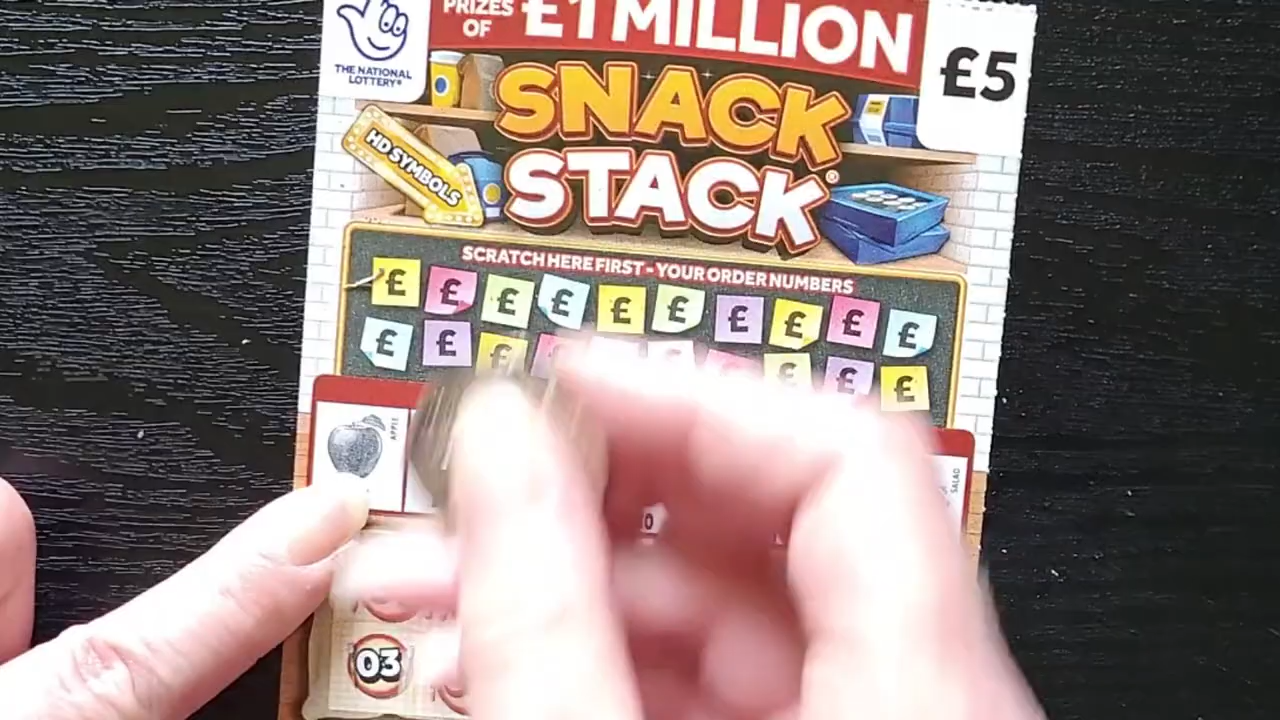 PRIZES OF £1 MILLION
THE NATIONAL
LOTTERY®
£5
SNACK
STACK®
HD SYMBOLS
SCRATCH HERE FIRST - YOUR ORDER NUMBERS
£ £ £ £ £ £ £ £ £ £
£ £ £ £ £ £
APPLE
SALAD
03